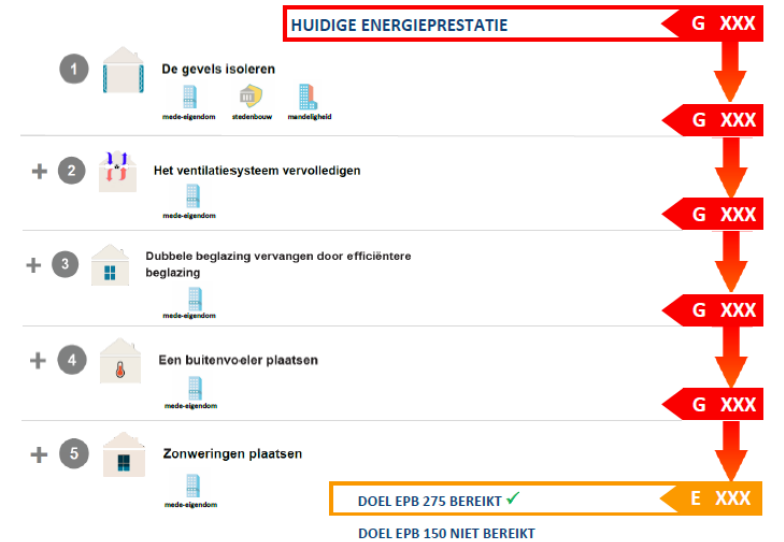 HUIDIGE ENERGIEPRESTATIE G XXX
1 De gevels isoleren
mede-eigendom stedenbouw mandeligheid
G XXX
+ 2 Het ventilatiesysteem vervolledigen
mede-eigendom
G XXX
+ 3 Dubbele beglazing vervangen door efficiëntere
beglazing
mede-eigendom
G XXX
+ 4 Een buitenvoeler plaatsen
mede-eigendom
G XXX
+ 5 Zonweringen plaatsen
mede-eigendom
DOEL EPB 275 BEREIKT ✓ E XXX
DOEL EPB 150 NIET BEREIKT